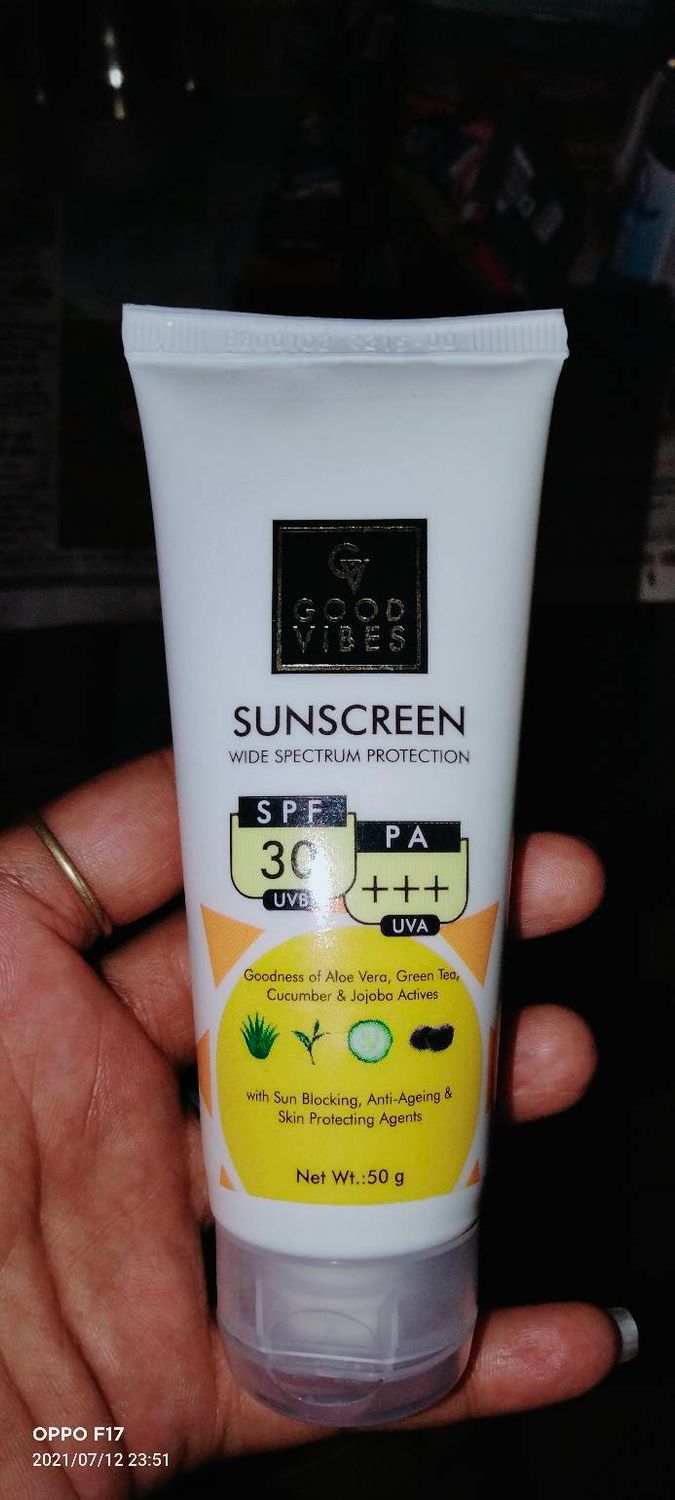 GV
GOOD
VIBES
SUNSCREEN
WIDE SPECTRUM PROTECTION
SPF
30
UVB
PA
+++
UVA
Goodness of Aloe Vera, Green Tea,
Cucumber & Jojoba Actives
with Sun Blocking, Anti-Ageing &
Skin Protecting Agents
Net Wt.:50 g
OPPO F17
2021/07/12 23:51